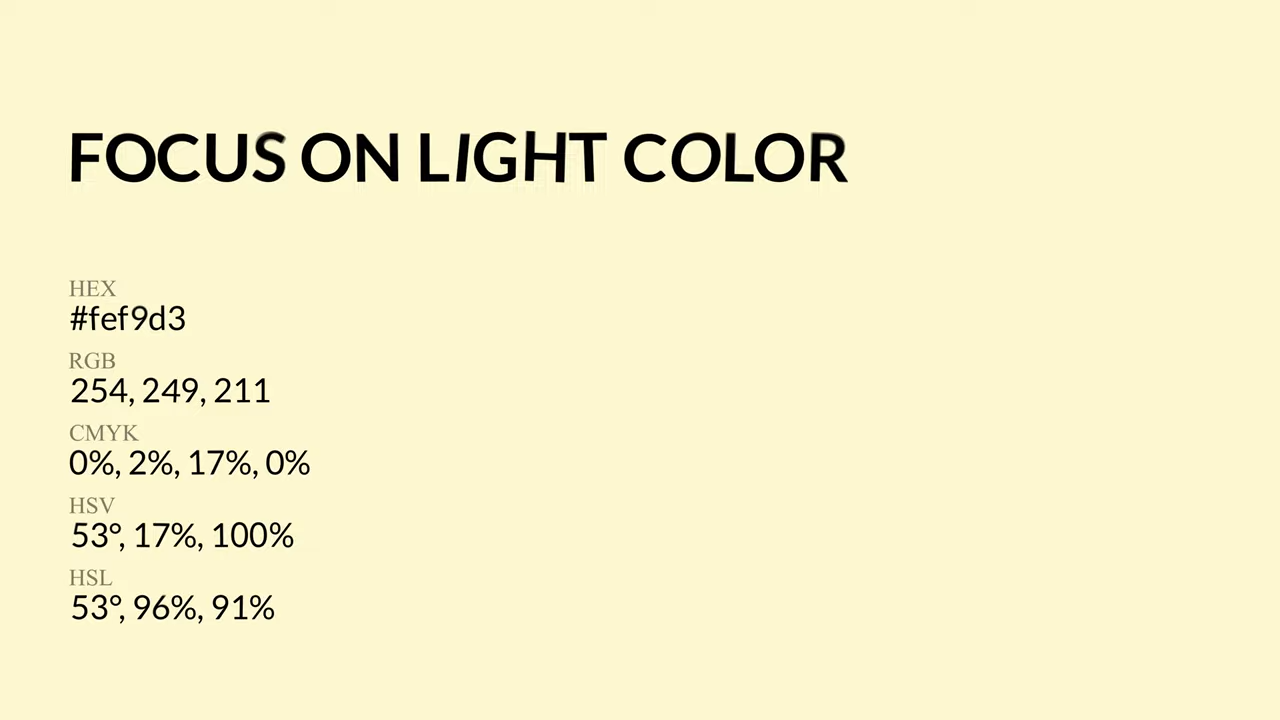 FOCUS ON LIGHT COLOR
HEX
#fef9d3
RGB
254, 249, 211
CMYK
0%, 2%, 17%, 0%
HSV
53°, 17%, 100%
HSL
53°, 96%, 91%